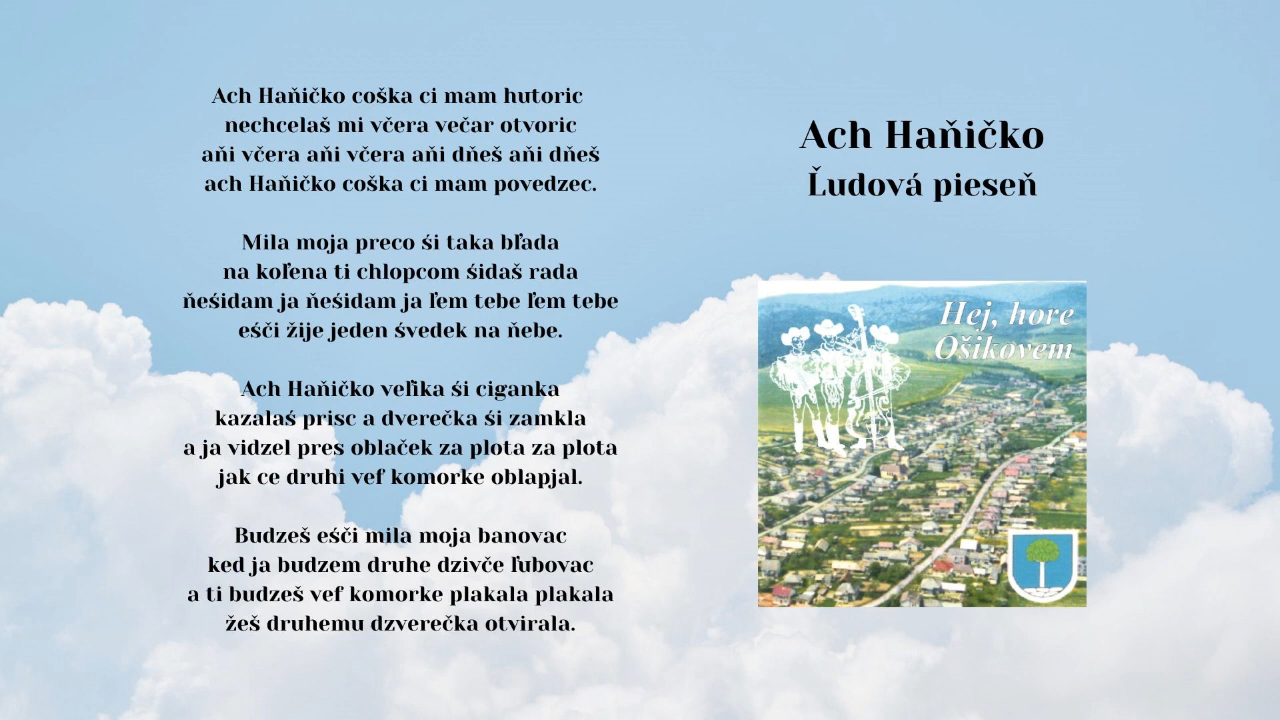 Ach Haňičko coška ci mam hutoric
nechcelaš mi včera večar otvoric
aňi včera aňi včera aňi dňeš aňi dňeš
ach Haňičko coška ci mam povedzec.

Mila moja preco śi taka bľada
na koľena ti chlopcom śidaš rada
ňeśidam ja ňeśidam ja ľem tebe ľem tebe
eśči žije jeden śvedek na ňebe.

Ach Haňičko veľika śi ciganka
kazalaś prisc a dverečka śi zamkla
a ja vidzel pres oblaček za plota za plota
jak ce druhi vef komorke oblapjal.

Budzeš eśči mila moja banovac
ked ja budzem druhe dzivče ľubovac
a ti budzeš vef komorke plakala plakala
žeš druhemu dzverečka otvirala.

Ach Haňičko
Ľudová pieseň
Hej, hore
Ošikovem